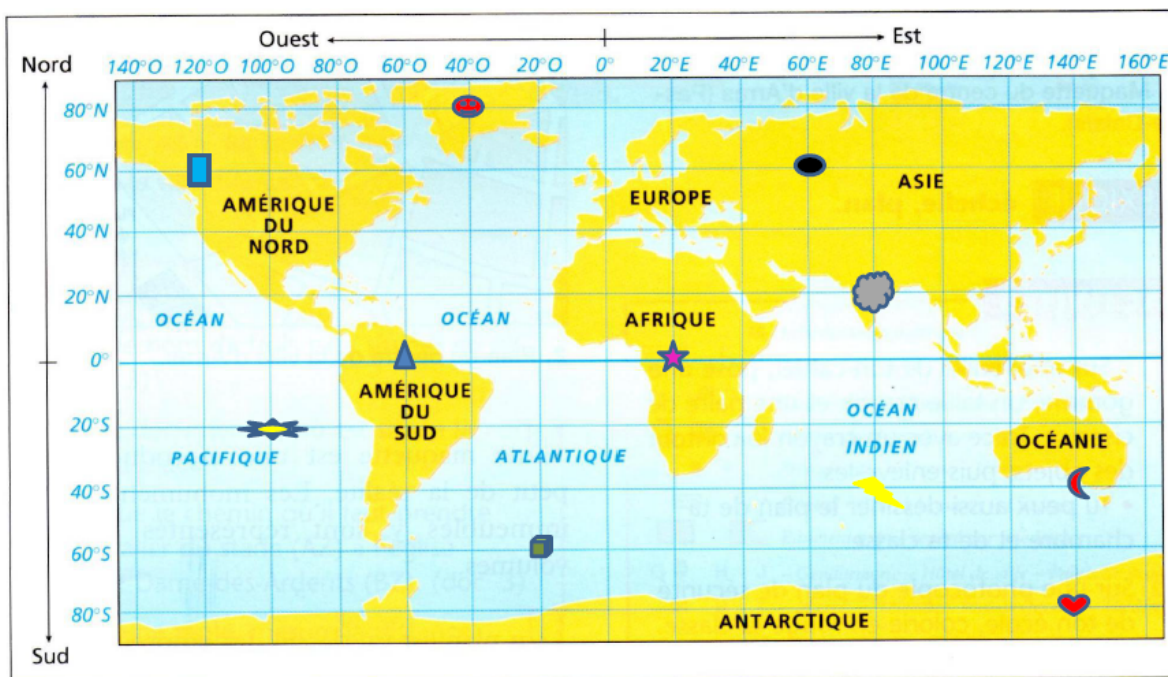 Ouest Est
Nord
140°O 120°O 100°O 80°O 60°O 40°O 20°O 0° 20°E 40°E 60°E 80°E 100°E 120°E 140°E 160°E
80°N
60°N
ASIE
EUROPE
AMÉRIQUE
DU
NORD
40°N
20°N
OCÉAN OCÉAN AFRIQUE
0°
AMÉRIQUE
DU
SUD
OCÉAN
INDIEN
20°S
OCÉANIE
PACIFIQUE ATLANTIQUE
40°S
60°S
80°S
ANTARCTIQUE
Sud